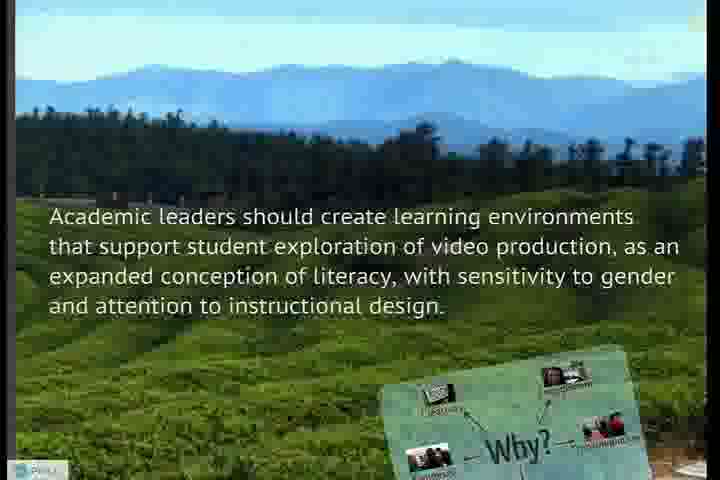 Academic leaders should create learning environments
that support student exploration of video production, as an
expanded conception of literacy, with sensitivity to gender
and attention to instructional design.
Why?